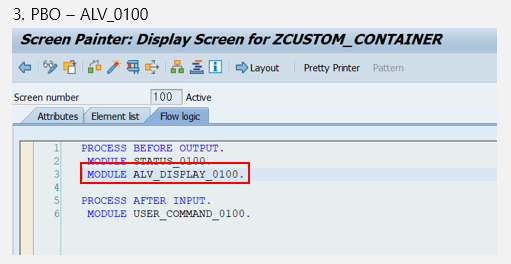 3. PBO – ALV_0100
Screen Painter: Display Screen for ZCUSTOM_CONTAINER
Layout Pretty Printer Pattern
Screen number 100 Active
Attributes Element list Flow logic
1 PROCESS BEFORE OUTPUT.
2 MODULE STATUS_0100.
3 MODULE ALV_DISPLAY_0100.
4
5 PROCESS AFTER INPUT.
6 MODULE USER_COMMAND_0100.